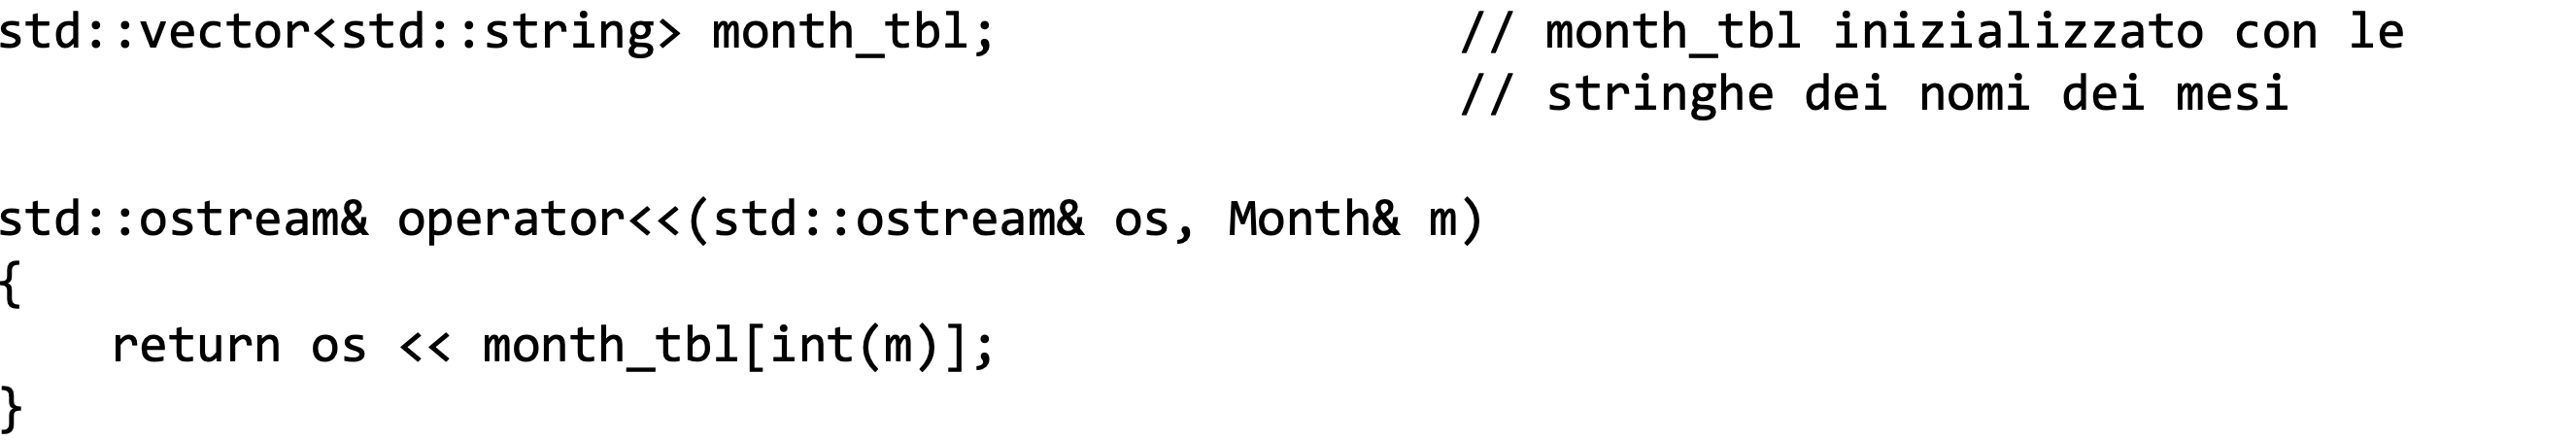 std::vector<std::string> month_tbl; // month_tbl inizializzato con le
// stringhe dei nomi dei mesi
std::ostream& operator<<(std::ostream& os, Month& m)
{
return os << month_tbl[int(m)];
}